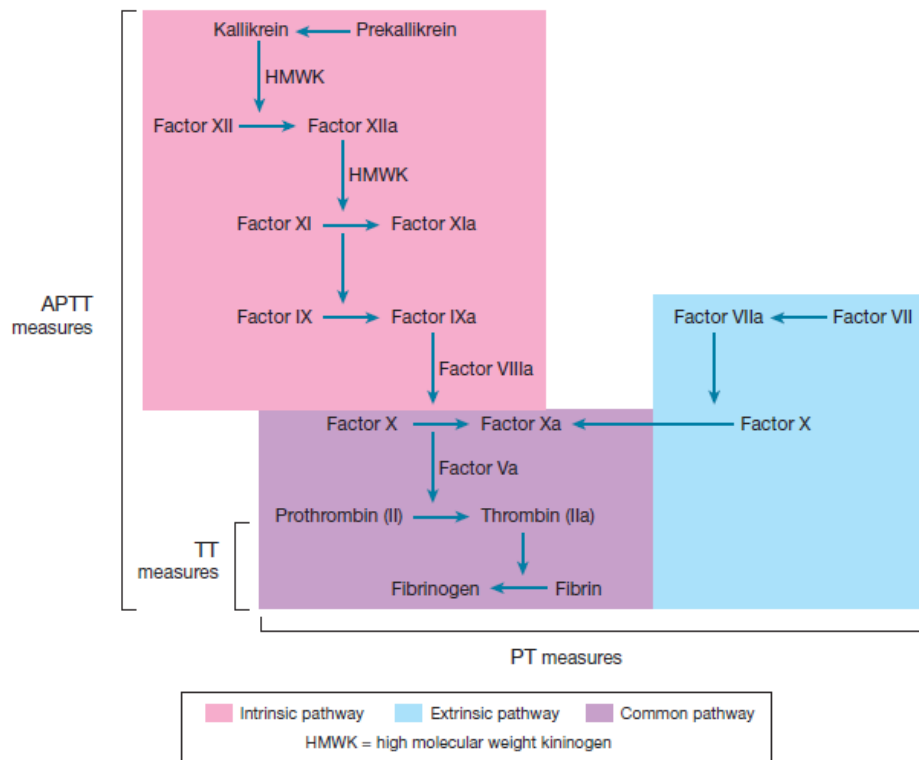 Kallikrein Prekallikrein
HMWK
Factor XII Factor XIIa
HMWK
Factor XI Factor XIa
APTT
measures
Factor IX Factor IXa
Factor VIIa Factor VII
Factor VIIIa
Factor X Factor Xa
Factor X
Factor Va
Prothrombin (II) Thrombin (IIa)
TT
measures
Fibrinogen Fibrin
PT measures
Intrinsic pathway Extrinsic pathway Common pathway
HMWK = high molecular weight kininogen